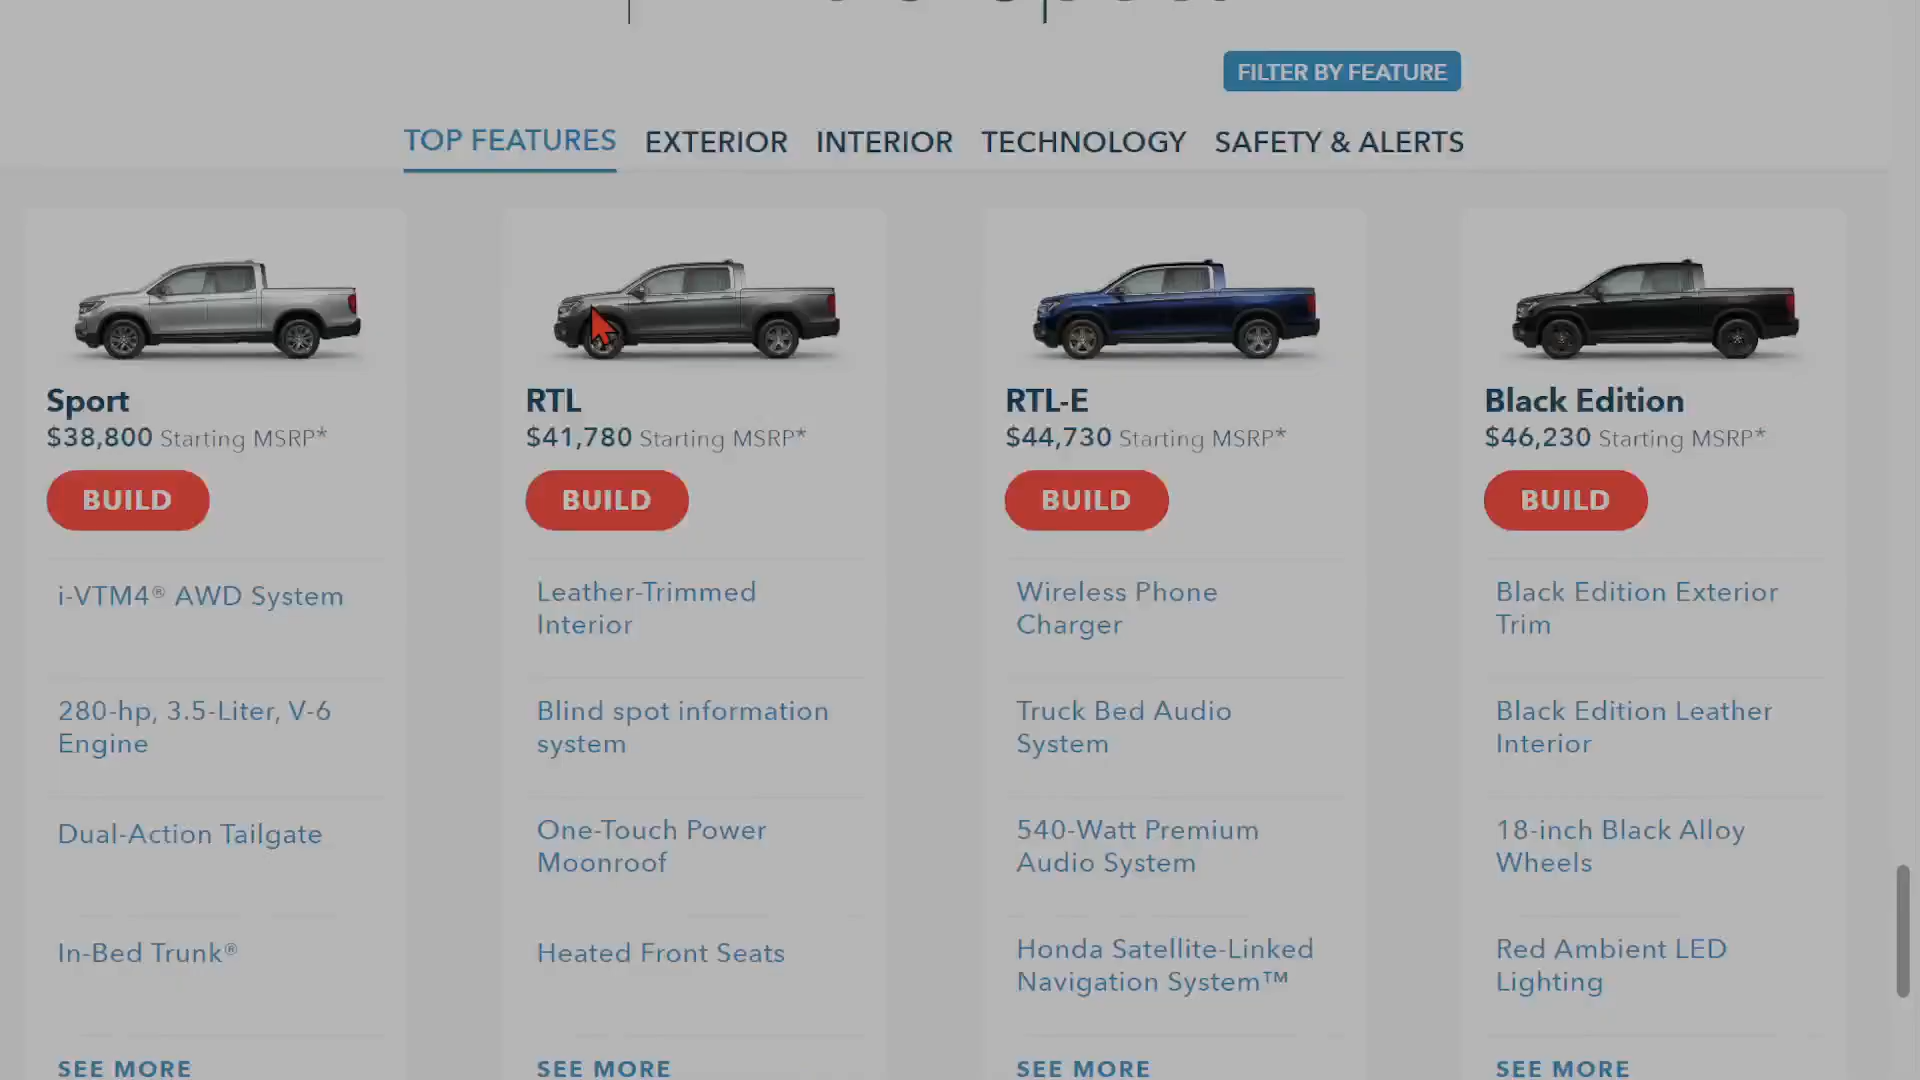 FILTER BY FEATURE
TOP FEATURES EXTERIOR INTERIOR TECHNOLOGY SAFETY & ALERTS
Sport
$38,800 Starting MSRP*
BUILD
i-VTM4® AWD System
280-hp, 3.5-Liter, V-6
Engine
Dual-Action Tailgate
In-Bed Trunk®
SEE MORE
RTL
$41,780 Starting MSRP*
BUILD
Leather-Trimmed
Interior
Blind spot information
system
One-Touch Power
Moonroof
Heated Front Seats
SEE MORE
RTL-E
$44,730 Starting MSRP*
BUILD
Wireless Phone
Charger
Truck Bed Audio
System
540-Watt Premium
Audio System
Honda Satellite-Linked
Navigation System™
SEE MORE
Black Edition
$46,230 Starting MSRP*
BUILD
Black Edition Exterior
Trim
Black Edition Leather
Interior
18-inch Black Alloy
Wheels
Red Ambient LED
Lighting
SEE MORE